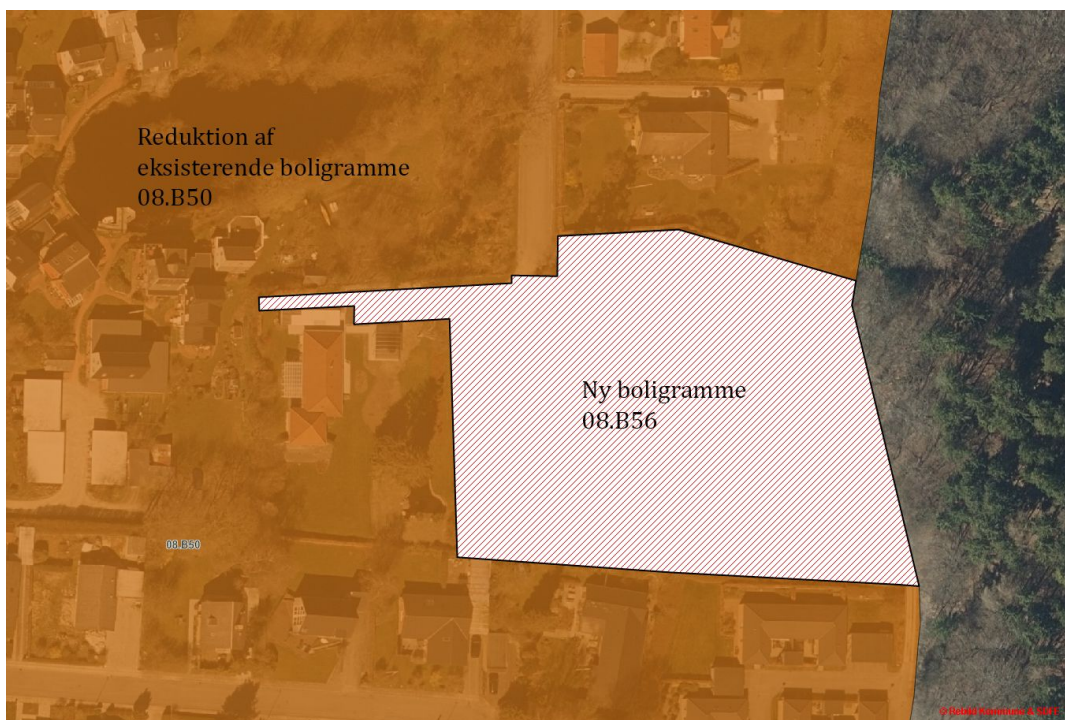 Reduktion af
eksisterende boligramme
08.B50
Ny boligramme
08.B56
08.B50